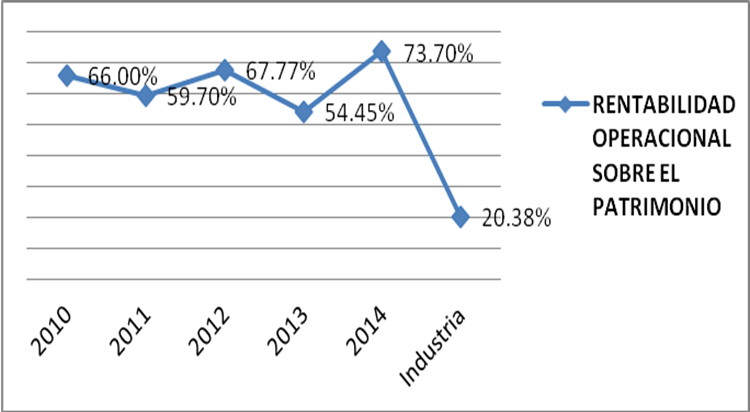 66.00%
59.70%
67.77%
54.45%
73.70%
20.38%
2010
2011
2012
2013
2014
Industria
RENTABILIDAD
OPERACIONAL
SOBRE EL
PATRIMONIO